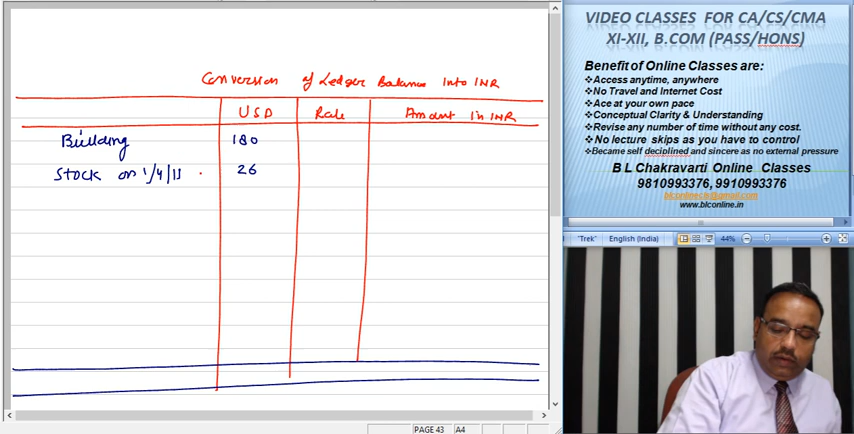 Conversion of Ledger Balance into INR
USD Rate Amount in INR
Building 180
Stock on 1/4/11 26
PAGE 43 A4
VIDEO CLASSES FOR CA/CS/CMA
XI-XII, B.COM (PASS/HONS)
Benefit of Online Classes are:
❖Access anytime, anywhere
❖No Travel and Internet Cost
❖Ace at your own pace
❖Conceptual Clarity & Understanding
❖Revise any number of time without any cost.
❖No lecture skips as you have to control
❖Became self deciplined and sincere as no external pressure
B L Chakravarti Online Classes
9810993376, 9910993376
www.blconline.in
"Trek" English (India) 44%